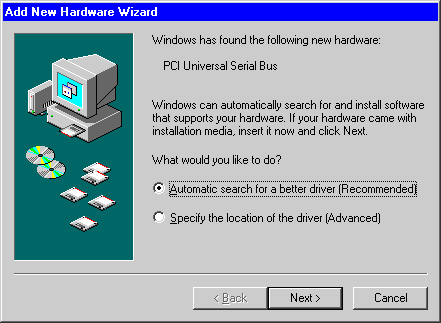 Add New Hardware Wizard
Windows has found the following new hardware:
PCI Universal Serial Bus
Windows can automatically search for and install software
that supports your hardware. If your hardware came with
installation media, insert it now and click Next.
What would you like to do?
Automatic search for a better driver (Recommended)
Specify the location of the driver (Advanced)
< Back
Next >
Cancel